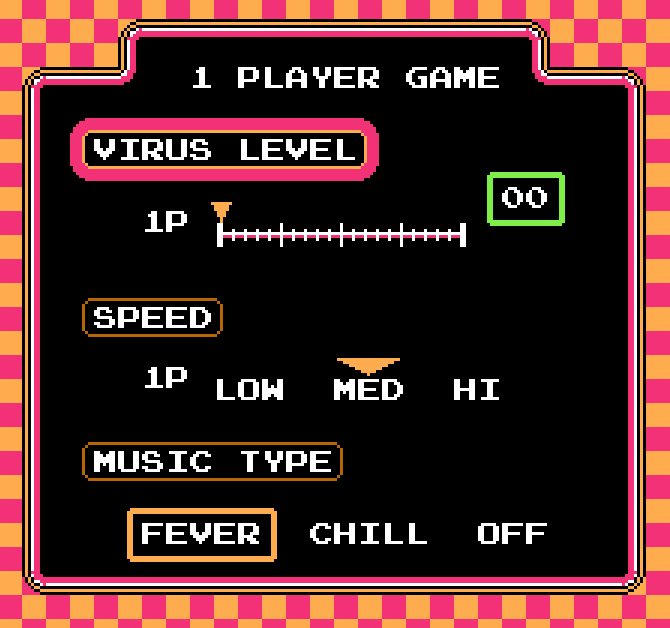 1 PLAYER GAME
VIRUS LEVEL
1P 00
SPEED
1P LOW MED HI
MUSIC TYPE
FEVER CHILL OFF